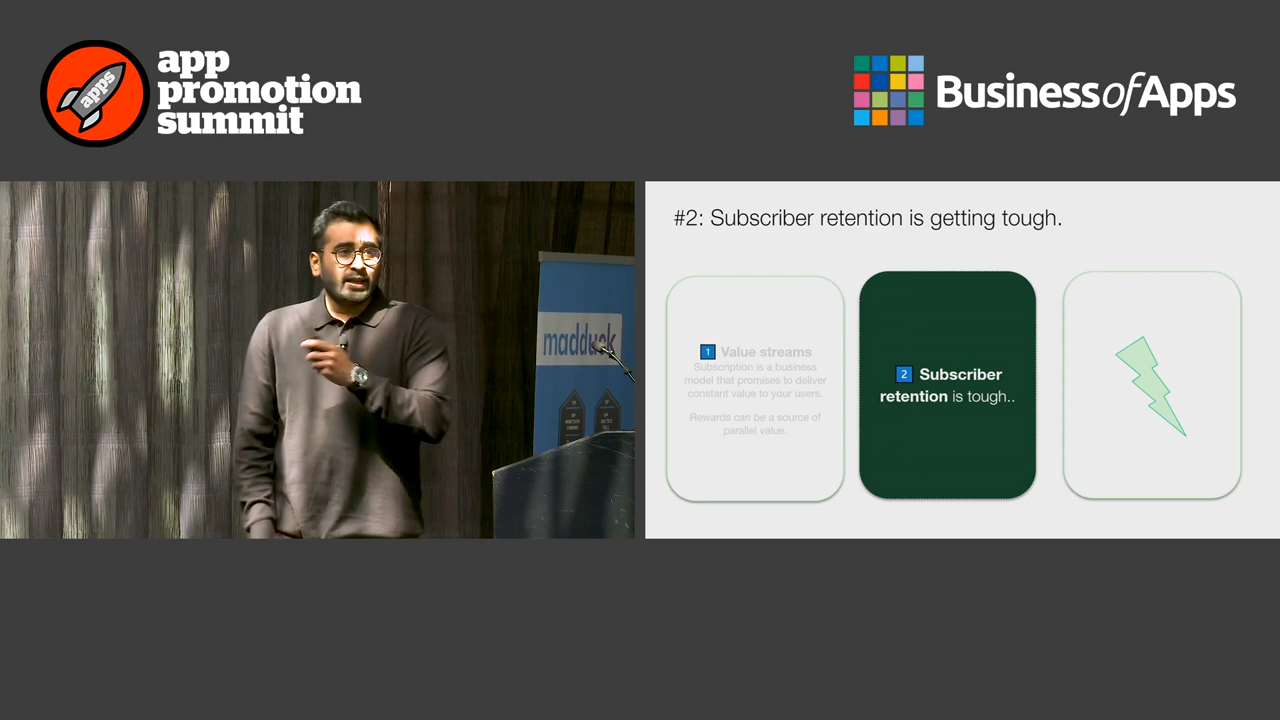 app
promotion
summit
apps
BusinessofApps
madduck
#2: Subscriber retention is getting tough.
1 Value streams
Subscription is a business
model that promises to deliver
constant value to your users.
Rewards can be a source of
parallel value.
2 Subscriber
retention is tough..